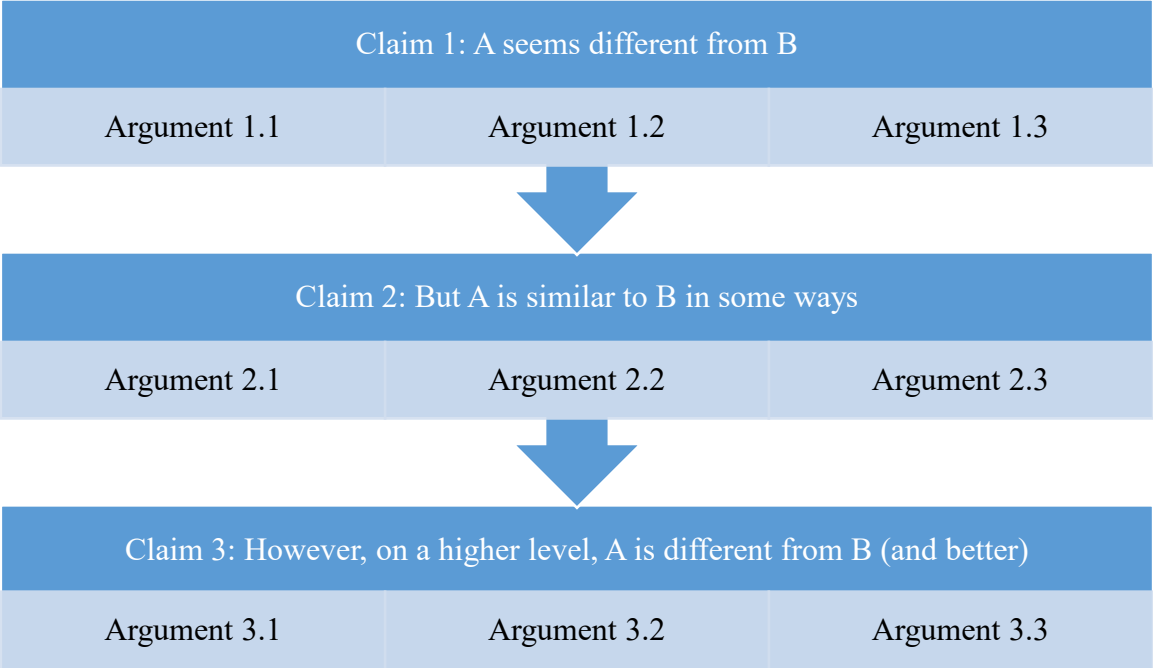 Claim 1: A seems different from B
Argument 1.1 Argument 1.2 Argument 1.3
Claim 2: But A is similar to B in some ways
Argument 2.1 Argument 2.2 Argument 2.3
Claim 3: However, on a higher level, A is different from B (and better)
Argument 3.1 Argument 3.2 Argument 3.3